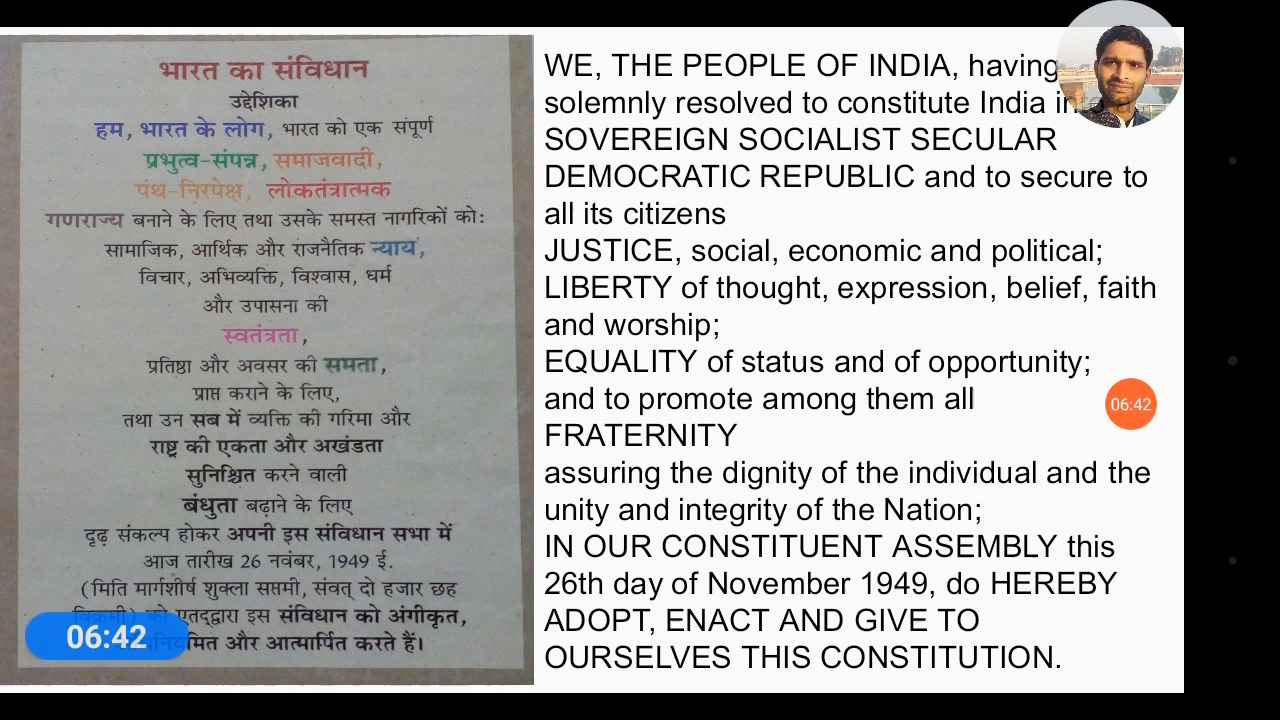 भारत का संविधान
उद्देशिका
हम, भारत के लोग, भारत को एक संपूर्ण
प्रभुत्व-संपन्न, समाजवादी,
पंथ-निरपेक्ष, लोकतंत्रात्मक
गणराज्य बनाने के लिए तथा उसके समस्त नागरिकों को:
सामाजिक, आर्थिक और राजनैतिक न्याय,
विचार, अभिव्यक्ति, विश्वास, धर्म
और उपासना की
स्वतंत्रता,
प्रतिष्ठा और अवसर की समता,
प्राप्त कराने के लिए,
तथा उन सब में व्यक्ति की गरिमा और
राष्ट्र की एकता और अखंडता
सुनिश्चित करने वाली
बंधुता बढ़ाने के लिए
दृढ़ संकल्प होकर अपनी इस संविधान सभा में
आज तारीख 26 नवंबर, 1949 ई.
(मिति मार्गशीर्ष शुक्ला सप्तमी, संवत् दो हजार छह
विक्रमी) को एतद्द्वारा इस संविधान को अंगीकृत,
और आत्मार्पित करते हैं।
06:42
WE, THE PEOPLE OF INDIA, having
solemnly resolved to constitute India
SOVEREIGN SOCIALIST SECULAR
DEMOCRATIC REPUBLIC and to secure to
all its citizens
JUSTICE, social, economic and political;
LIBERTY of thought, expression, belief, faith
and worship;
EQUALITY of status and of opportunity;
and to promote among them all
FRATERNITY
assuring the dignity of the individual and the
unity and integrity of the Nation;
IN OUR CONSTITUENT ASSEMBLY this
26th day of November 1949, do HEREBY
ADOPT, ENACT AND GIVE TO
OURSELVES THIS CONSTITUTION.
06:42